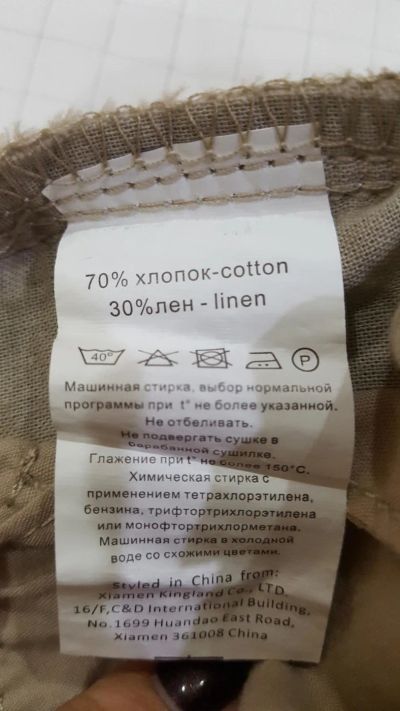 70% хлопок-cotton
30%лен - linen
40° P
Машинная стирка, выбор нормальной
программы при t° не более указанной.
Не отбеливать.
Не подвергать сушке в
барабанной сушилке.
Глажение при t° не более 150°С.
Химическая стирка с
применением тетрахлорэтилена,
бензина, трифтортрихлорэтилена
или монофтортрихлорметана.
Машинная стирка в холодной
воде со схожими цветами.
Styled in China from:
Xiamen Kingland Co., LTD.
16/F,C&D International Building,
No.1699 Huandao East Road,
Xiamen 361008 China